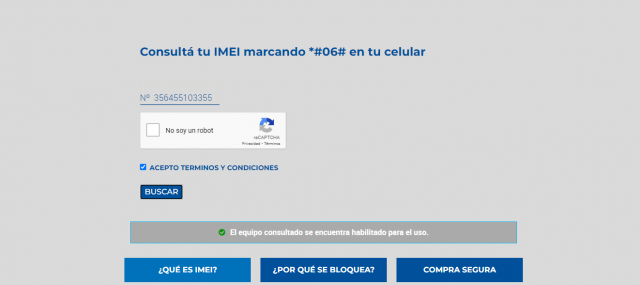 Consultá tu IMEI marcando *#06# en tu celular
Nº 356455103355
No soy un robot
reCAPTCHA
Privacidad - Términos
ACEPTO TERMINOS Y CONDICIONES
BUSCAR
El equipo consultado se encuentra habilitado para el uso.
¿QUÉ ES IMEI?
¿POR QUÉ SE BLOQUEA?
COMPRA SEGURA